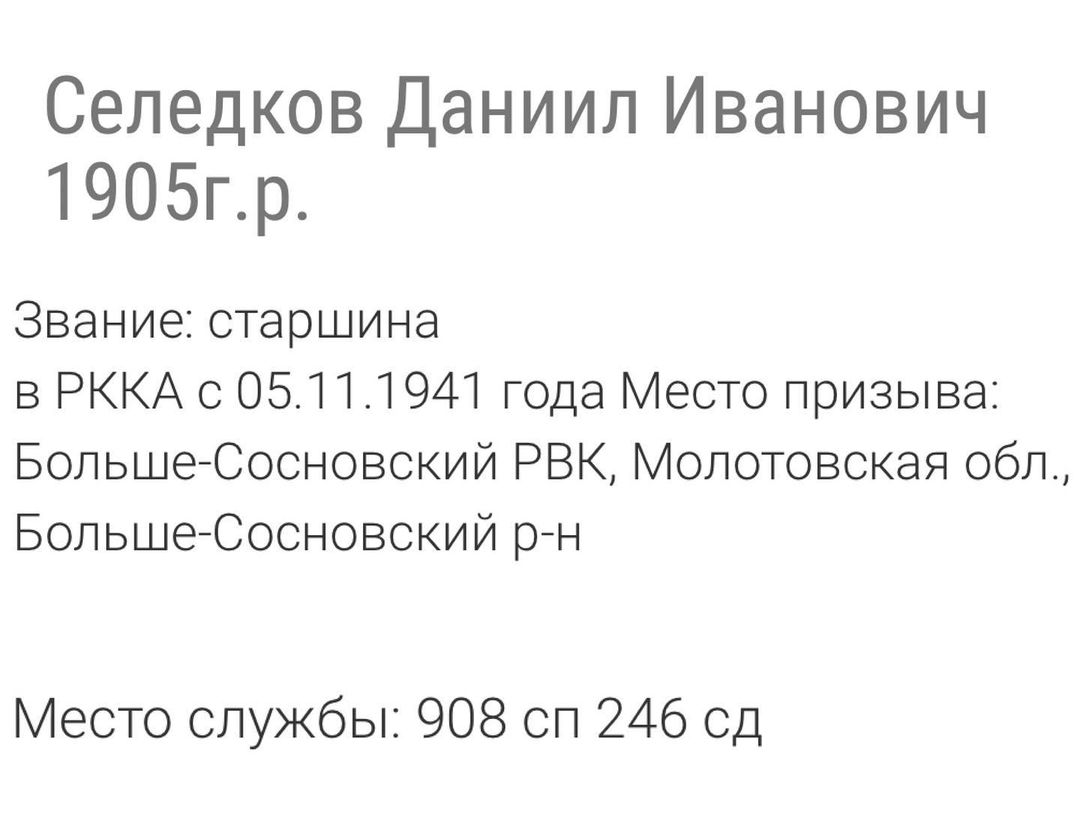 Селедков Даниил Иванович
1905г.р.
Звание: старшина
в РККА с 05.11.1941 года Место призыва:
Больше-Сосновский РВК, Молотовская обл.,
Больше-Сосновский р-н
Место службы: 908 сп 246 сд